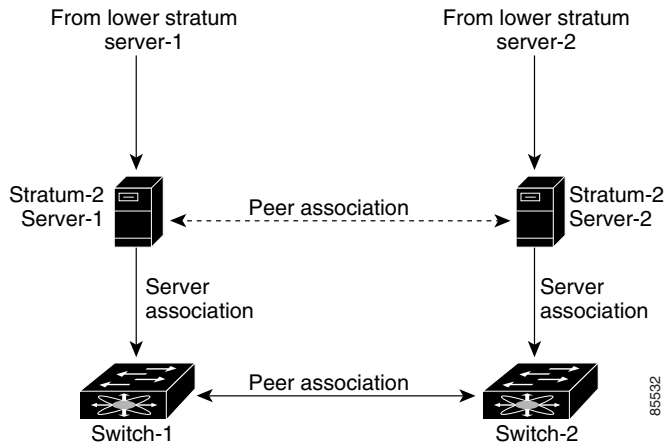 From lower stratum
server-1
From lower stratum
server-2
Stratum-2
Server-1
Peer association
Stratum-2
Server-2
Server
association
Server
association
Peer association
Switch-1
Switch-2
85532